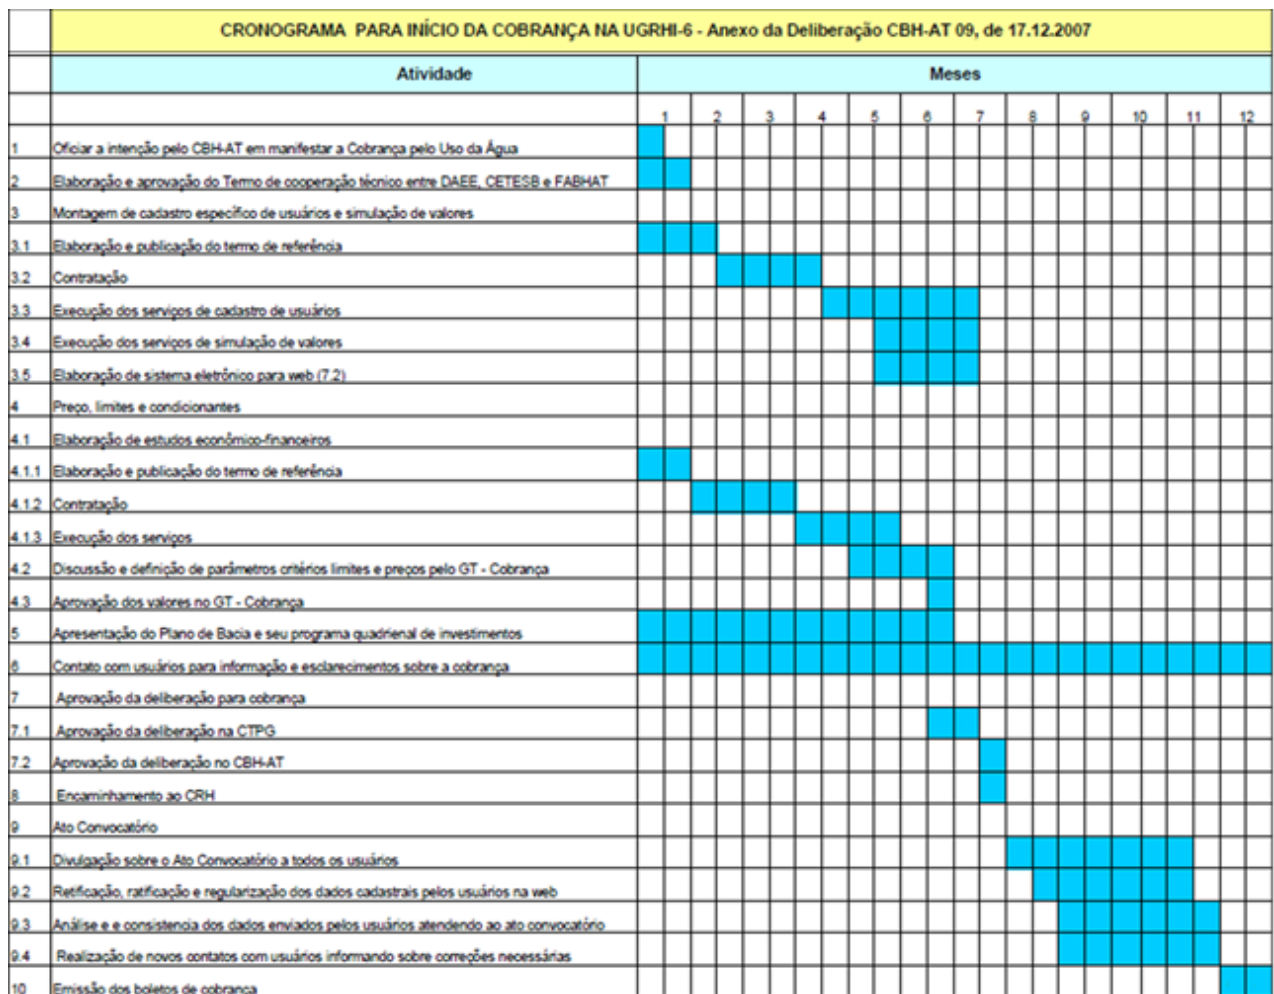 CRONOGRAMA PARA INÍCIO DA COBRANÇA NA UGRHI-6 - Anexo da Deliberação CBH-AT 09, de 17.12.2007
Atividade Meses
1 2 3 4 5 6 7 8 9 10 11 12
1 Oficiar a intenção pelo CBH-AT em manifestar a Cobrança pelo Uso da Água
2 Elaboração e aprovação do Termo de cooperação técnico entre DAEE, CETESB e FABHAT
3 Montagem de cadastro específico de usuários e simulação de valores
3.1 Elaboração e publicação do termo de referência
3.2 Contratação
3.3 Execução dos serviços de cadastro de usuários
3.4 Execução dos serviços de simulação de valores
3.5 Elaboração de sistema eletrônico para web (7.2)
4 Preço, limites e condicionantes
4.1 Elaboração de estudos econômico-financeiros
4.1.1 Elaboração e publicação do termo de referência
4.1.2 Contratação
4.1.3 Execução dos serviços
4.2 Discussão e definição de parâmetros critérios limites e preços pelo GT - Cobrança
4.3 Aprovação dos valores no GT - Cobrança
5 Apresentação do Plano de Bacia e seu programa quadrienal de investimentos
6 Contato com usuários para informação e esclarecimentos sobre a cobrança
7 Aprovação da deliberação para cobrança
7.1 Aprovação da deliberação na CTPG
7.2 Aprovação da deliberação no CBH-AT
8 Encaminhamento ao CRH
9 Ato Convocatório
9.1 Divulgação sobre o Ato Convocatório a todos os usuários
9.2 Retificação, ratificação e regularização dos dados cadastrais pelos usuários na web
9.3 Análise e e consistencia dos dados enviados pelos usuários atendendo ao ato convocatório
9.4 Realização de novos contatos com usuários informando sobre correções necessárias
10 Emissão dos boletos de cobrança